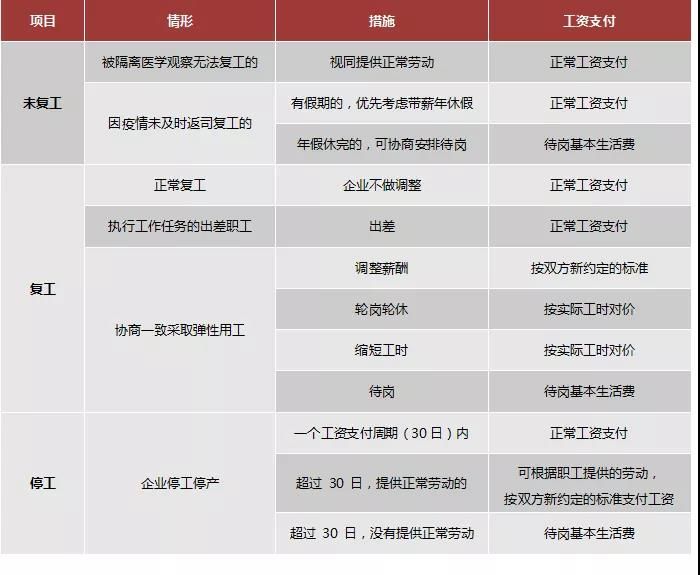 项目 情形 措施 工资支付
未复工
被隔离医学观察无法复工的 视同提供正常劳动 正常工资支付
因疫情未及时返司复工的
有假期的，优先考虑带薪年休假 正常工资支付
年假休完的，可协商安排待岗 待岗基本生活费
复工
正常复工 企业不做调整 正常工资支付
执行工作任务的出差职工 出差 正常工资支付
协商一致采取弹性用工
调整薪酬 按双方新约定的标准
轮岗轮休 按实际工时对价
缩短工时 按实际工时对价
待岗 待岗基本生活费
停工
企业停工停产
一个工资支付周期（30日）内 正常工资支付
超过 30 日，提供正常劳动的
可根据职工提供的劳动，
按双方新约定的标准支付工资
超过 30 日，没有提供正常劳动 待岗基本生活费